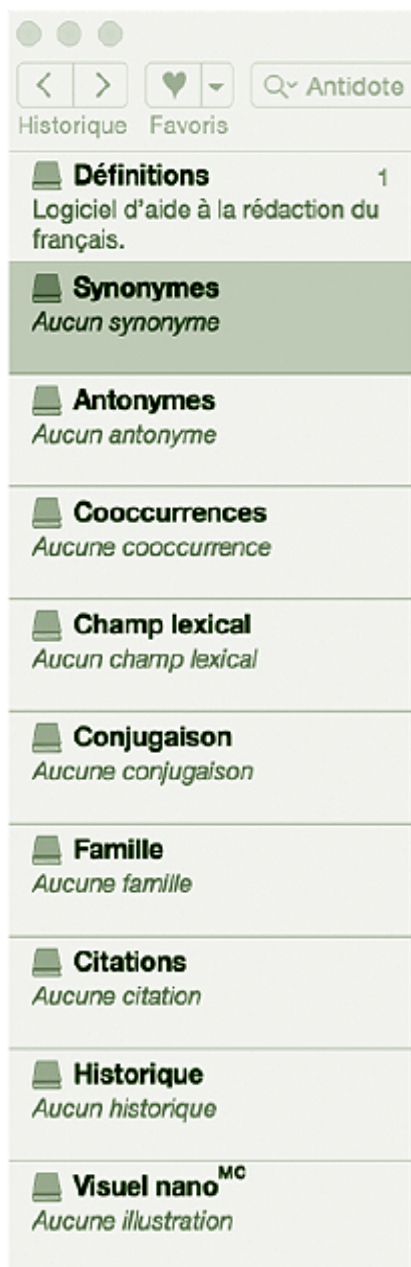 Antidote
Historique Favoris
Définitions 1
Logiciel d'aide à la rédaction du
français.
Synonymes
Aucun synonyme
Antonymes
Aucun antonyme
Cooccurrences
Aucune cooccurrence
Champ lexical
Aucun champ lexical
Conjugaison
Aucune conjugaison
Famille
Aucune famille
Citations
Aucune citation
Historique
Aucun historique
Visuel nanoMC
Aucune illustration